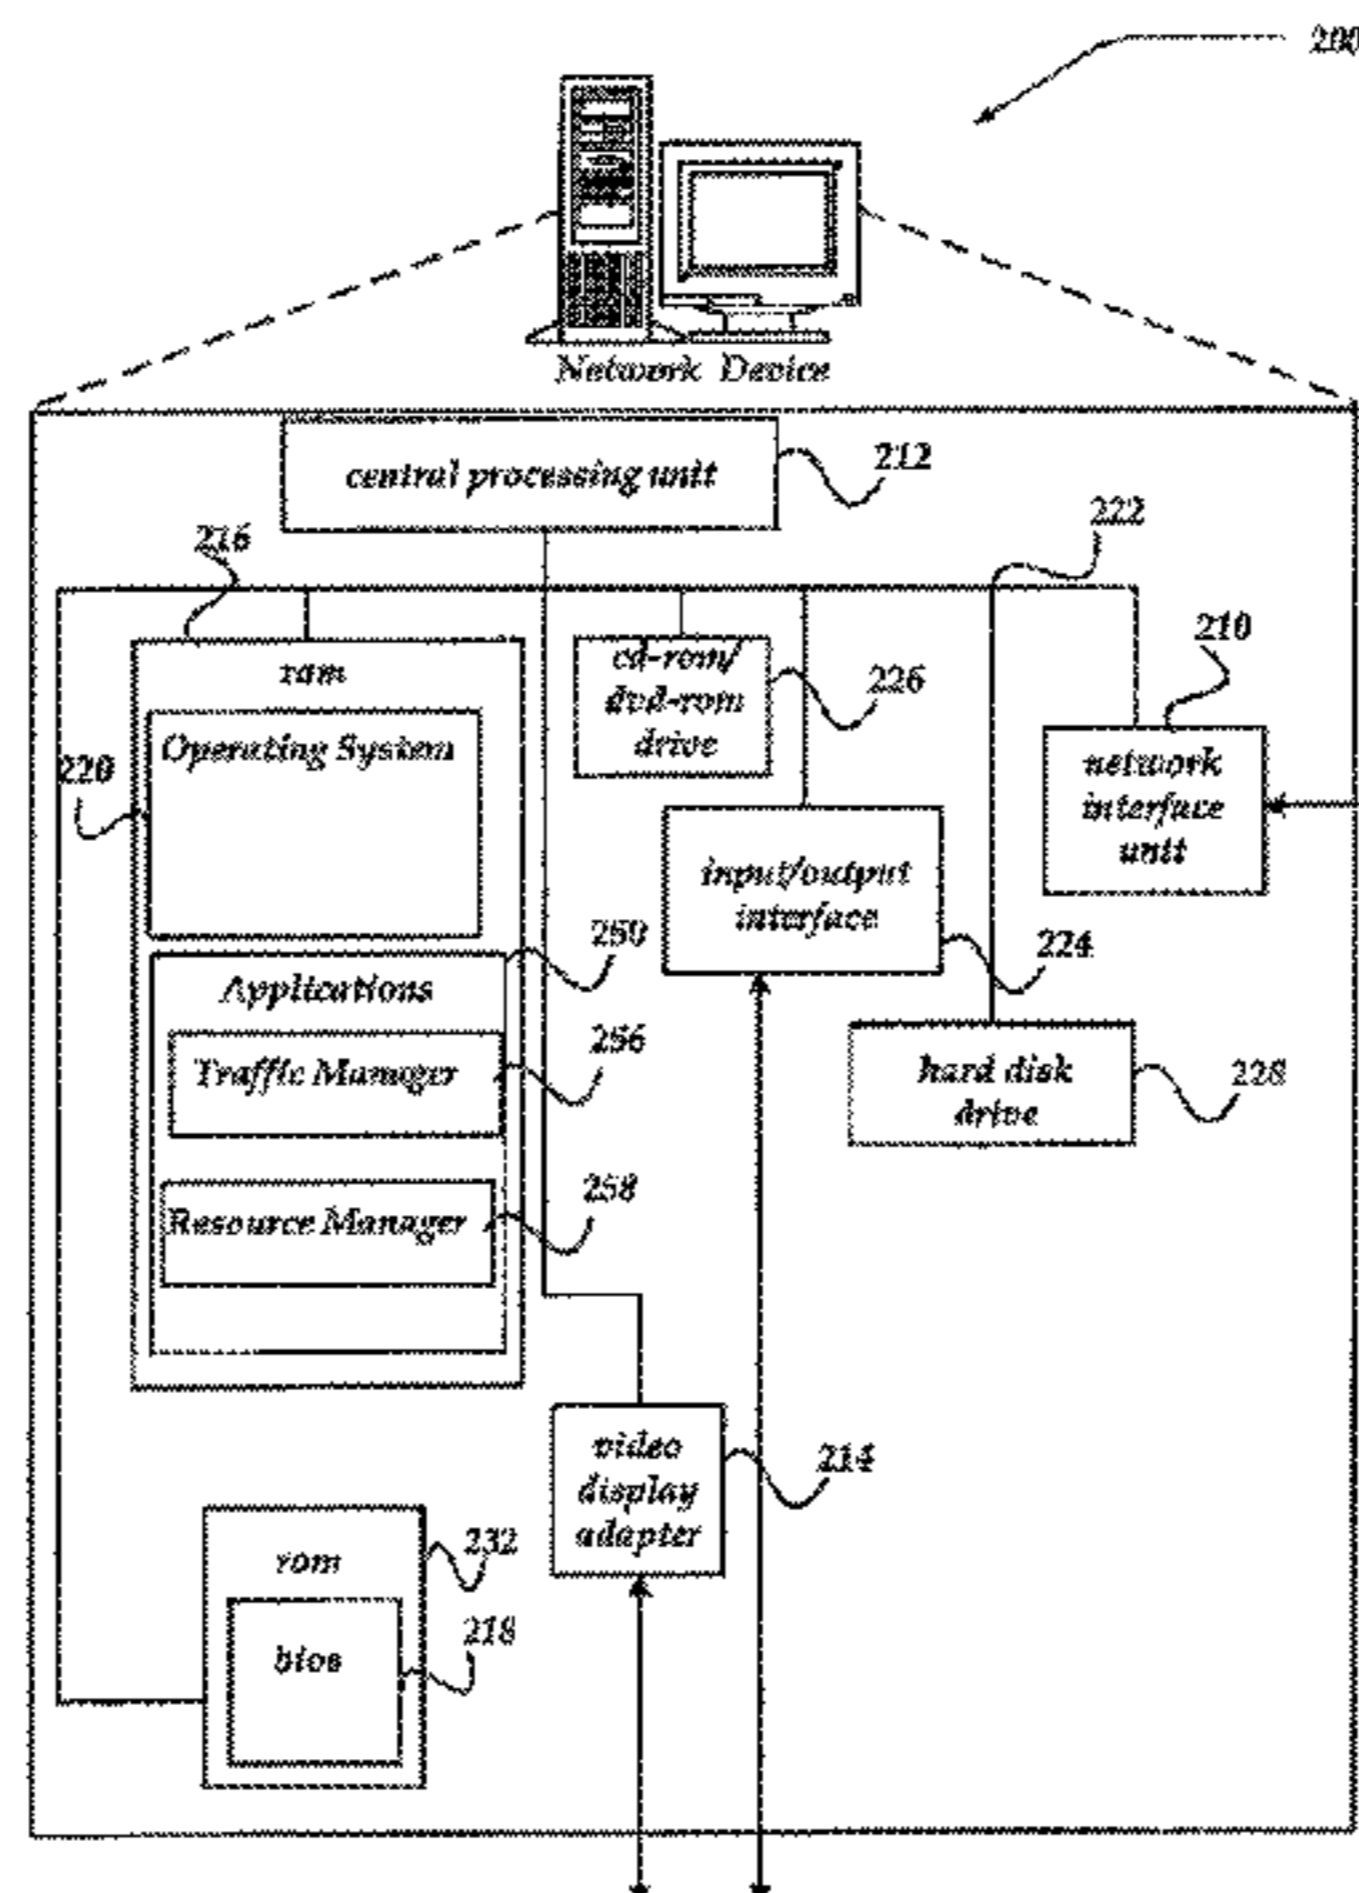 200
Network Device
central processing unit
212
222
216
210
ram
cd-rom/
dvd-rom
drive
226
Operating System
220
network
interface
unit
input/output
interface
224
250
Applications
256
Traffic Manager
hard disk
drive
228
258
Resource Manager
video
display
adapter
214
rom
232
bios
218